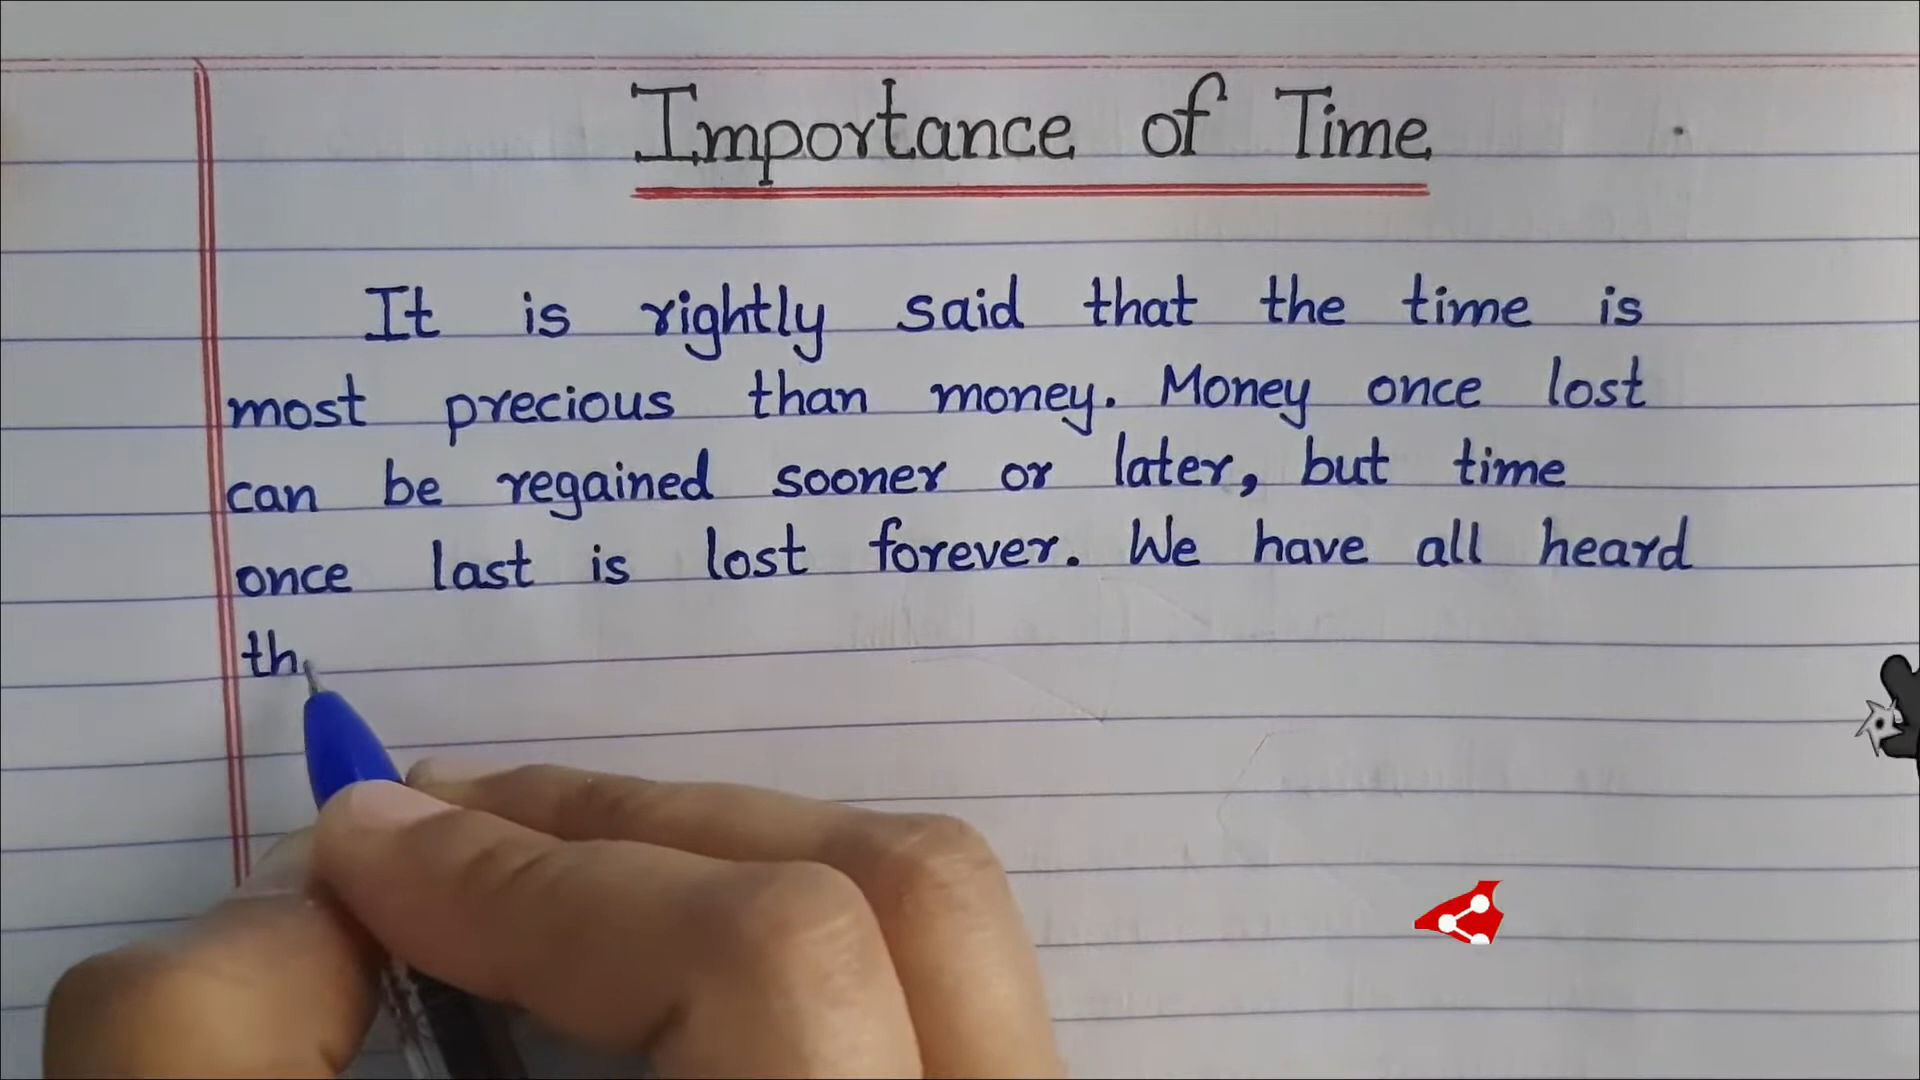 Importance of Time
It is rightly said that the time is
most precious than money. Money once lost
can be regained sooner or later, but time
once last is lost forever. We have all heard
th